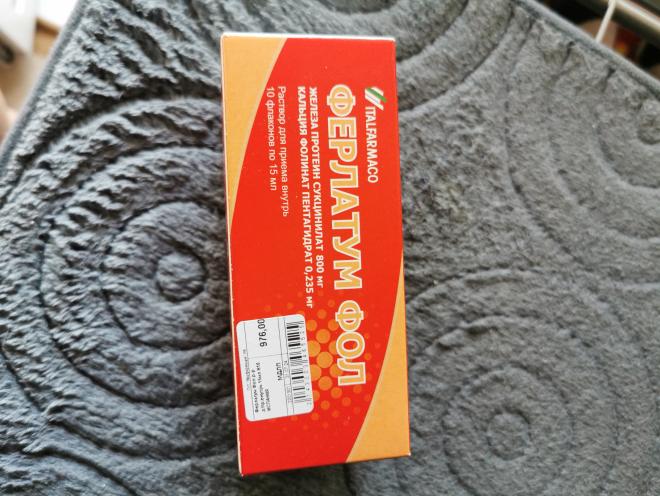 ITALFARMACO
ФЕРЛАТУМ ФОЛ
ЖЕЛЕЗА ПРОТЕИН СУКЦИНИЛАТ 800 мг
КАЛЬЦИЯ ФОЛИНАТ ПЕНТАГИДРАТ 0,235 мг
Раствор для приема внутрь
10 флаконов по 15 мл
976,00